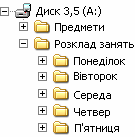 Диск 3,5 (A:)
Предмети
Розклад занять
Понеділок
Вівторок
Середа
Четвер
П'ятниця